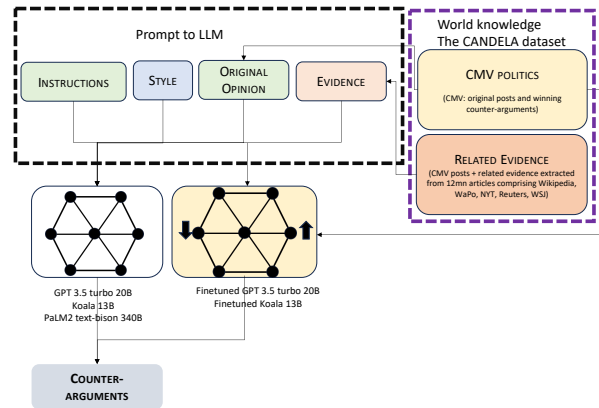 Prompt to LLM
World knowledge
The CANDELA dataset
INSTRUCTIONS
STYLE
ORIGINAL
OPINION
EVIDENCE
CMV POLITICS
(CMV: original posts and winning
counter-arguments)
RELATED EVIDENCE
(CMV posts + related evidence extracted
from 12mn articles comprising Wikipedia,
WaPo, NYT, Reuters, WSJ)
GPT 3.5 turbo 20B
Koala 13B
PaLM2 text-bison 340B
Finetuned GPT 3.5 turbo 20B
Finetuned Koala 13B
COUNTER-
ARGUMENTS